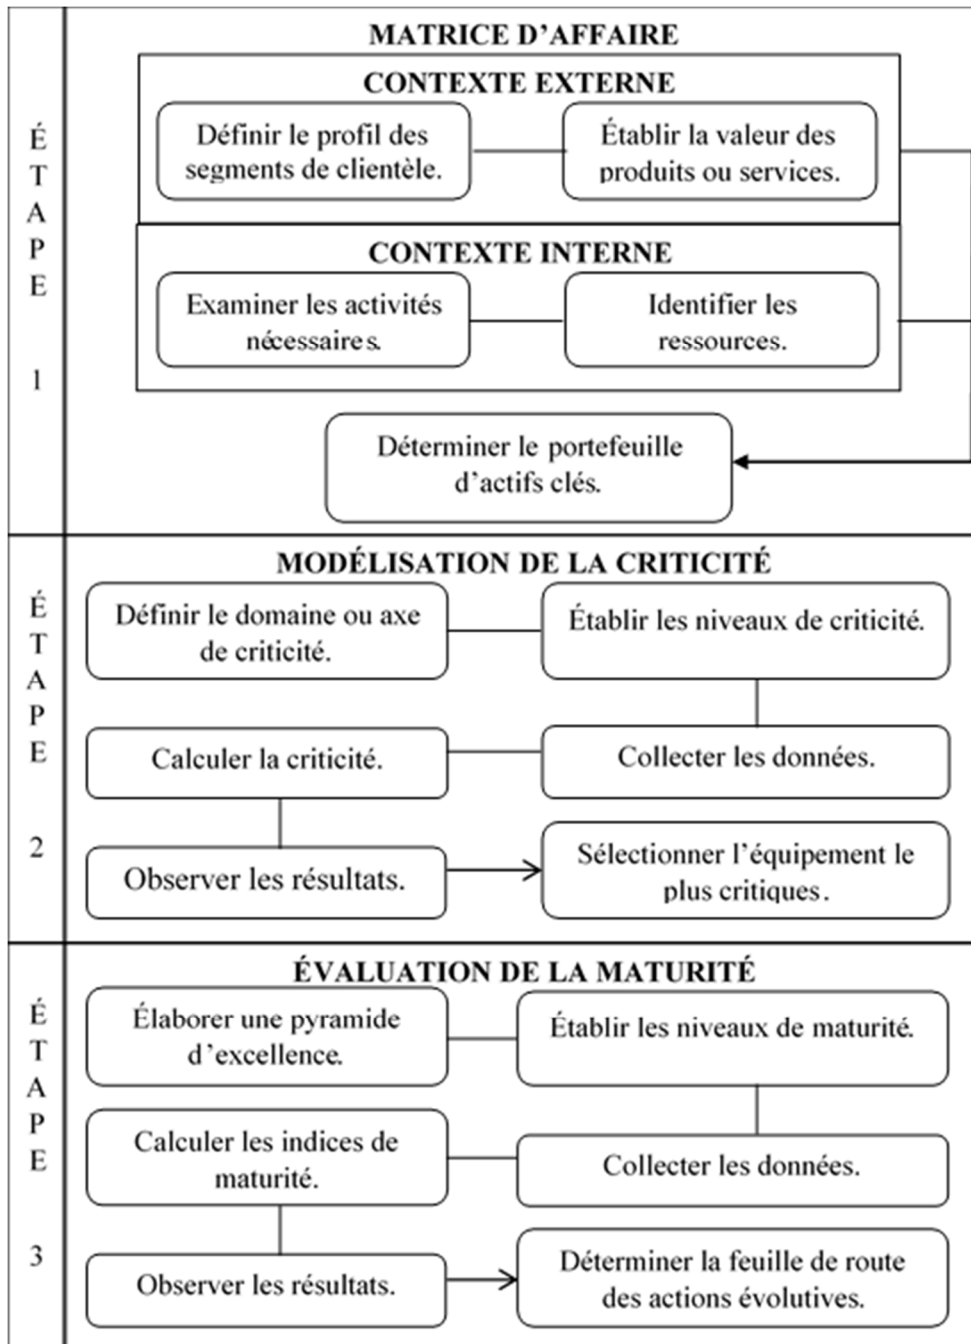 MATRICE D’AFFAIRE
CONTEXTE EXTERNE
Définir le profil des
segments de clientèle.
Établir la valeur des
produits ou services.
CONTEXTE INTERNE
Examiner les activités
nécessaires.
Identifier les
ressources.
Déterminer le portefeuille
d’actifs clés.
ÉTAPE 1
MODÉLISATION DE LA CRITICITÉ
Définir le domaine ou axe
de criticité.
Établir les niveaux de criticité.
Calculer la criticité.
Collecter les données.
Observer les résultats.
Sélectionner l’équipement le
plus critiques.
ÉTAPE 2
ÉVALUATION DE LA MATURITÉ
Élaborer une pyramide
d’excellence.
Établir les niveaux de maturité.
Calculer les indices de
maturité.
Collecter les données.
Observer les résultats.
Déterminer la feuille de route
des actions évolutives.
ÉTAPE 3